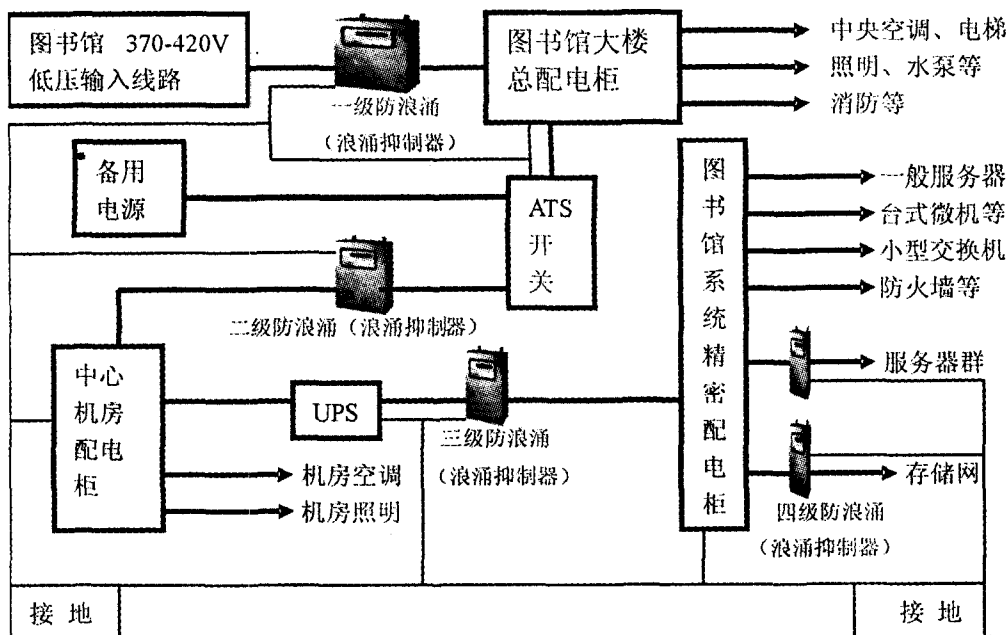 图书馆 370-420V
低压输入线路
一级防浪涌
（浪涌抑制器）
图书馆大楼
总配电柜
中央空调、电梯
照明、水泵等
消防等
备用
电源
ATS
开
关
二级防浪涌（浪涌抑制器）
图
书
馆
系
统
精
密
配
电
柜
一般服务器
台式微机等
小型交换机
防火墙等
服务器群
存储网
四级防浪涌
（浪涌抑制器）
中心
机房
配电
柜
UPS
三级防浪涌
（浪涌抑制器）
机房空调
机房照明
接 地
接 地